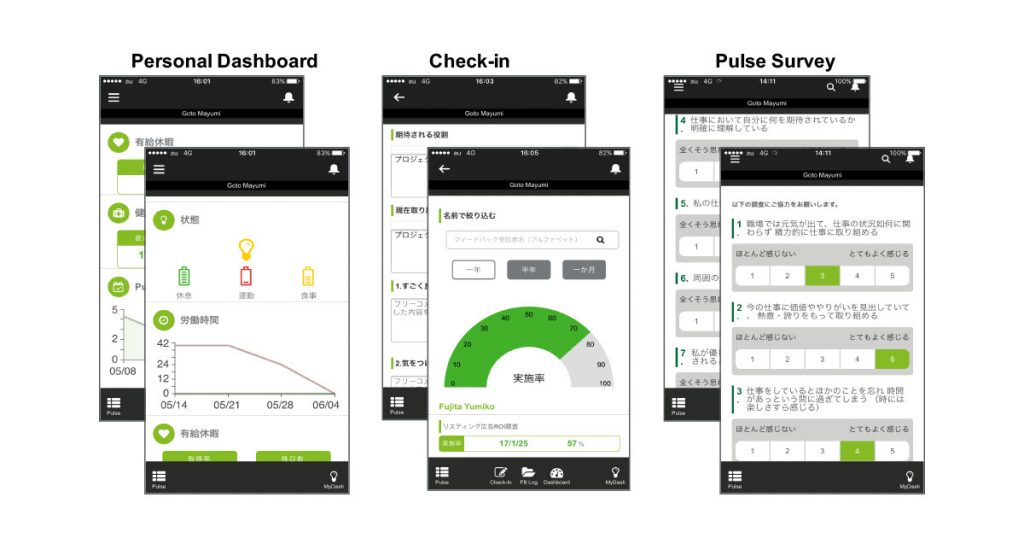 Personal Dashboard
Check-in
Pulse Survey
au 4G 16:01 83%
Goto Mayumi
有給休暇
健
1
Pu
5
2
0
05/08
Pulse
au 4G 16:01 83%
Goto Mayumi
状態
休息 運動 食事
労働時間
42
24
12
0
05/14 05/21 05/28 06/04
有給休暇
取得率 残日数
Pulse MyDash
au 4G 16:03 82%
Goto Mayumi
期待される役割
プロジェク
現在取り
プロジェク
1.すごく
フリーコメ
した内容を
2.気をつ
フリーコメ
Pulse
au 4G 16:05 82%
Goto Mayumi
名前で絞り込む
フィードバック受託者名（アルファベット）
一年 半年 一か月
0 10 20 30 40 50 60 70 80 90 100
実施率
Fujita Yumiko
リスティング広告ROI調査
実施率 17/1/25 57 %
Pulse Check-In FB Log Dashboard MyDash
au 4G 14:11 100%
Goto Mayumi
4 仕事において自分に何を期待されているか
. 明確に理解している
全くそう思
1
5. 私の仕
全くそう思
1
6. 周囲の
全くそう思
1
7 私が優
. される
全くそう思
1
Pulse
au 4G 14:11 100%
Goto Mayumi
以下の調査にご協力をお願いします。
1 職場では元気が出て、仕事の状況如何に関
. わらず 精力的に仕事に取り組める
ほとんど感じない とてもよく感じる
1 2 3 4 5
2 今の仕事に価値ややりがいを見出していて
. 、 熱意・誇りをもって取り組める
ほとんど感じない とてもよく感じる
1 2 3 4 5
3 仕事をしているとほかのことを忘れ 時間
. があっという間に過ぎてしまう （時には
楽しさすら感じる）
ほとんど感じない とてもよく感じる
1 2 3 4 5
Pulse MyDash